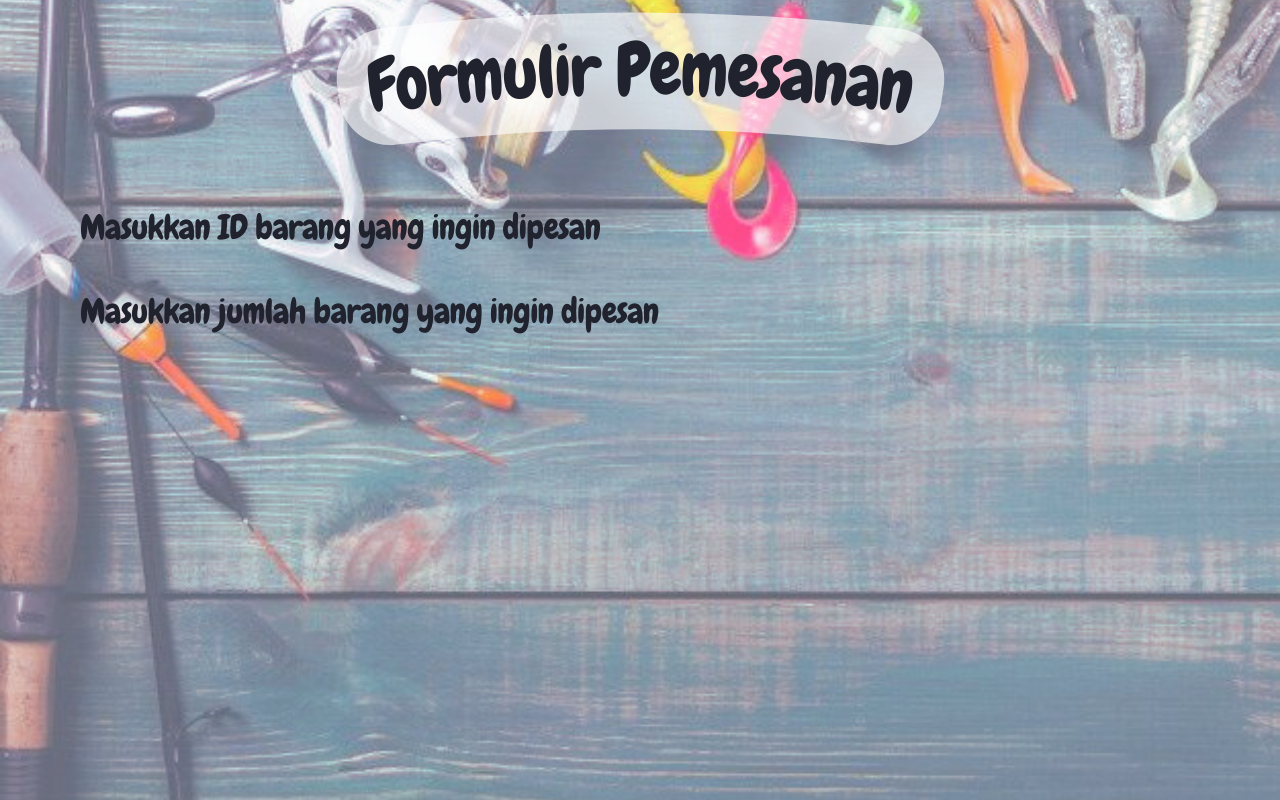 Formulir Pemesanan
Masukkan ID barang yang ingin dipesan
Masukkan jumlah barang yang ingin dipesan